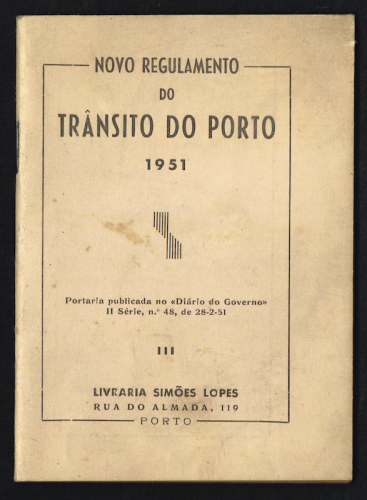 NOVO REGULAMENTO
DO
TRÂNSITO DO PORTO
1951
Portaria publicada no «Diário do Governo»
II Série, n.º 48, de 28-2-51
III
LIVRARIA SIMÕES LOPES
RUA DO ALMADA, 119
PORTO